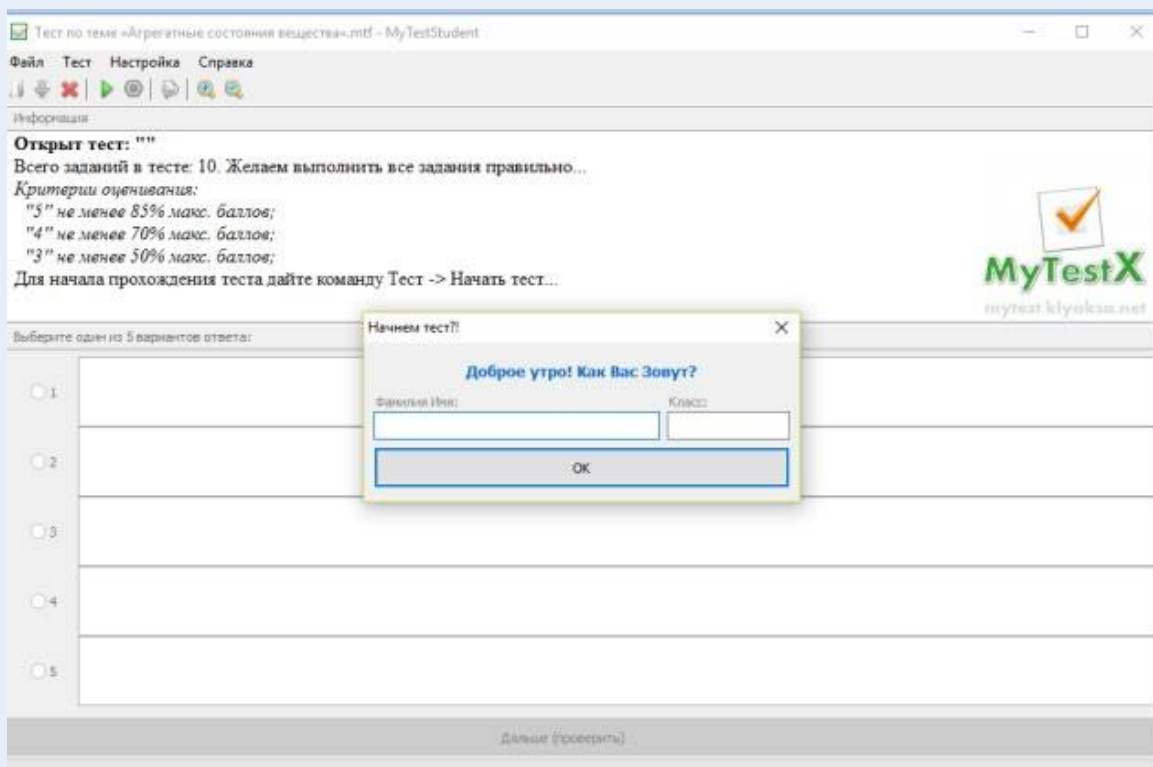 Тест по теме «Агрегатные состояния вещества«.mtf - MyTestStudent
Файл Тест Настройка Справка
Информация
Открыт тест: ""
Всего заданий в тесте: 10. Желаем выполнить все задания правильно...
Критерии оценивания:
"5" не менее 85% макс. баллов;
"4" не менее 70% макс. баллов;
"3" не менее 50% макс. баллов;
Для начала прохождения теста дайте команду Тест -> Начать тест...
MyTestX
mytest.klyaksa.net
Выберите один из 5 вариантов ответа:
Начнем тест?!
Доброе утро! Как Вас Зовут?
Фамилия Имя: Класс:
OK
1
2
3
4
5
Дальше (проверить)